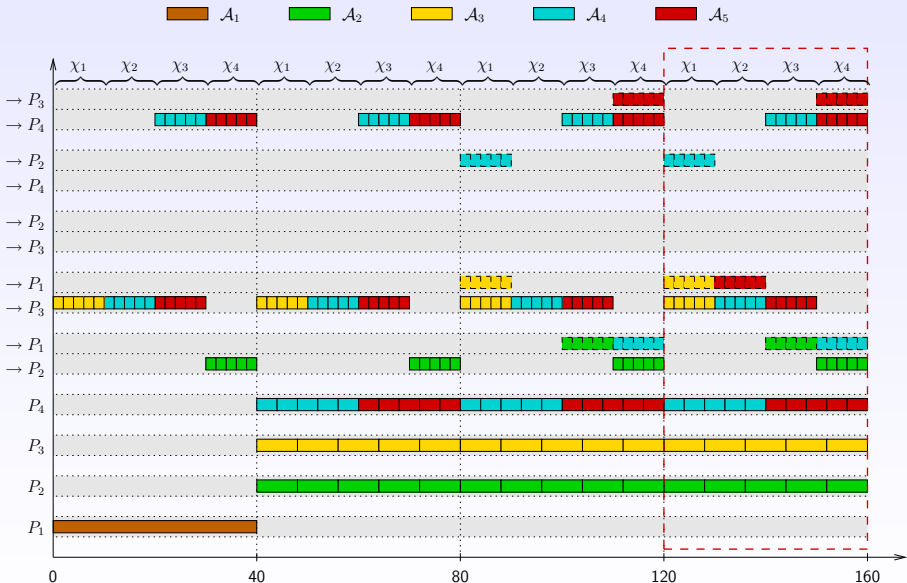 𝒜₁ 𝒜₂ 𝒜₃ 𝒜₄ 𝒜₅
χ₁ χ₂ χ₃ χ₄ χ₁ χ₂ χ₃ χ₄ χ₁ χ₂ χ₃ χ₄ χ₁ χ₂ χ₃ χ₄
→ P₃
→ P₄
→ P₂
→ P₄
→ P₂
→ P₃
→ P₁
→ P₃
→ P₁
→ P₂
P₄
P₃
P₂
P₁
0 40 80 120 160